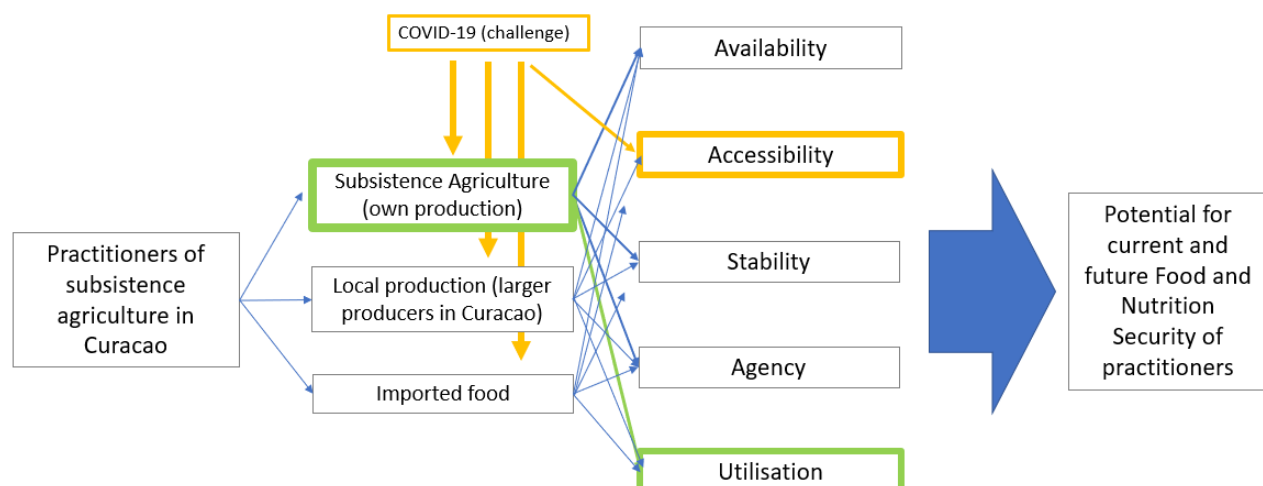 COVID-19 (challenge)
Availability
Accessibility
Subsistence Agriculture
(own production)
Practitioners of
subsistence
agriculture in
Curacao
Local production (larger
producers in Curacao)
Stability
Potential for
current and
future Food and
Nutrition
Security of
practitioners
Imported food
Agency
Utilisation